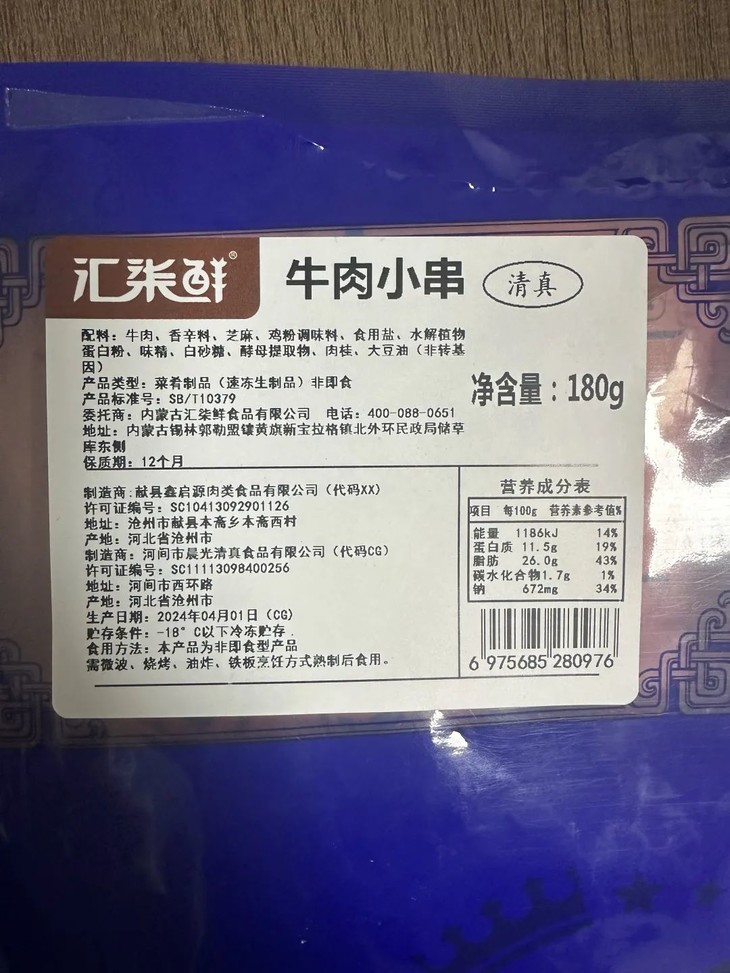 汇柒鲜®
牛肉小串
清真
配料：牛肉、香辛料、芝麻、鸡粉调味料、食用盐、水解植物
蛋白粉、味精、白砂糖、酵母提取物、肉桂、大豆油（非转基
因）
产品类型：菜肴制品（速冻生制品）非即食
产品标准号：SB/T10379
委托商：内蒙古汇柒鲜食品有限公司 电话：400-088-0651
地址：内蒙古锡林郭勒盟镶黄旗新宝拉格镇北外环民政局储草
库东侧
保质期：12个月
净含量：180g
制造商:献县鑫启源肉类食品有限公司（代码XX）
许可证编号：SC10413092901126
地址：沧州市献县本斋乡本斋西村
产地：河北省沧州市
制造商：河间市晨光清真食品有限公司（代码CG）
许可证编号：SC11113098400256
地址：河间市西环路
产地：河北省沧州市
生产日期：2024年04月01日（CG）
贮存条件：-18°C以下冷冻贮存．
食用方法：本产品为非即食型产品
需微波、烧烤、油炸、铁板烹饪方式熟制后食用。
营养成分表
项目 每100g 营养素参考值%
能量 1186kJ 14%
蛋白质 11.5g 19%
脂肪 26.0g 43%
碳水化合物1.7g 1%
钠 672mg 34%
6 975685 280976